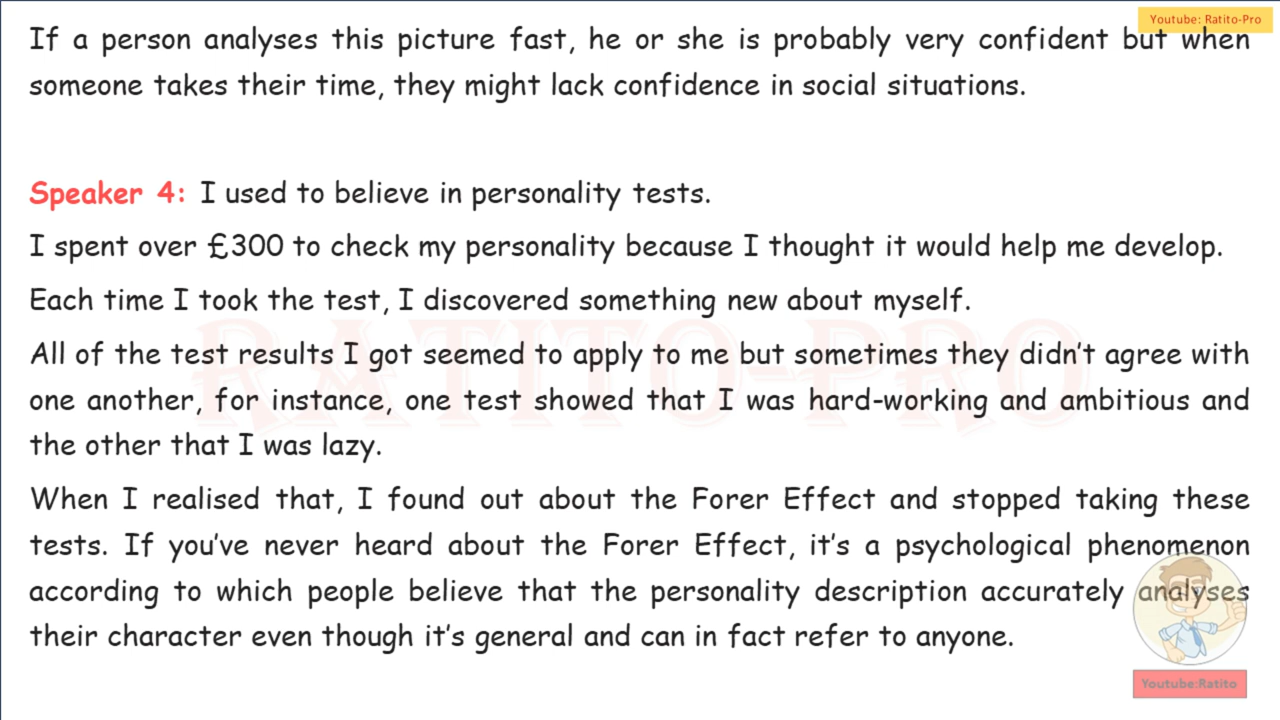 Youtube: Ratito-Pro
If a person analyses this picture fast, he or she is probably very confident but when
someone takes their time, they might lack confidence in social situations.
Speaker 4: I used to believe in personality tests.
I spent over £300 to check my personality because I thought it would help me develop.
Each time I took the test, I discovered something new about myself.
RATITO-PRO
All of the test results I got seemed to apply to me but sometimes they didn't agree with
one another, for instance, one test showed that I was hard-working and ambitious and
the other that I was lazy.
When I realised that, I found out about the Forer Effect and stopped taking these
tests. If you've never heard about the Forer Effect, it's a psychological phenomenon
according to which people believe that the personality description accurately analyses
their character even though it's general and can in fact refer to anyone.
Youtube:Ratito